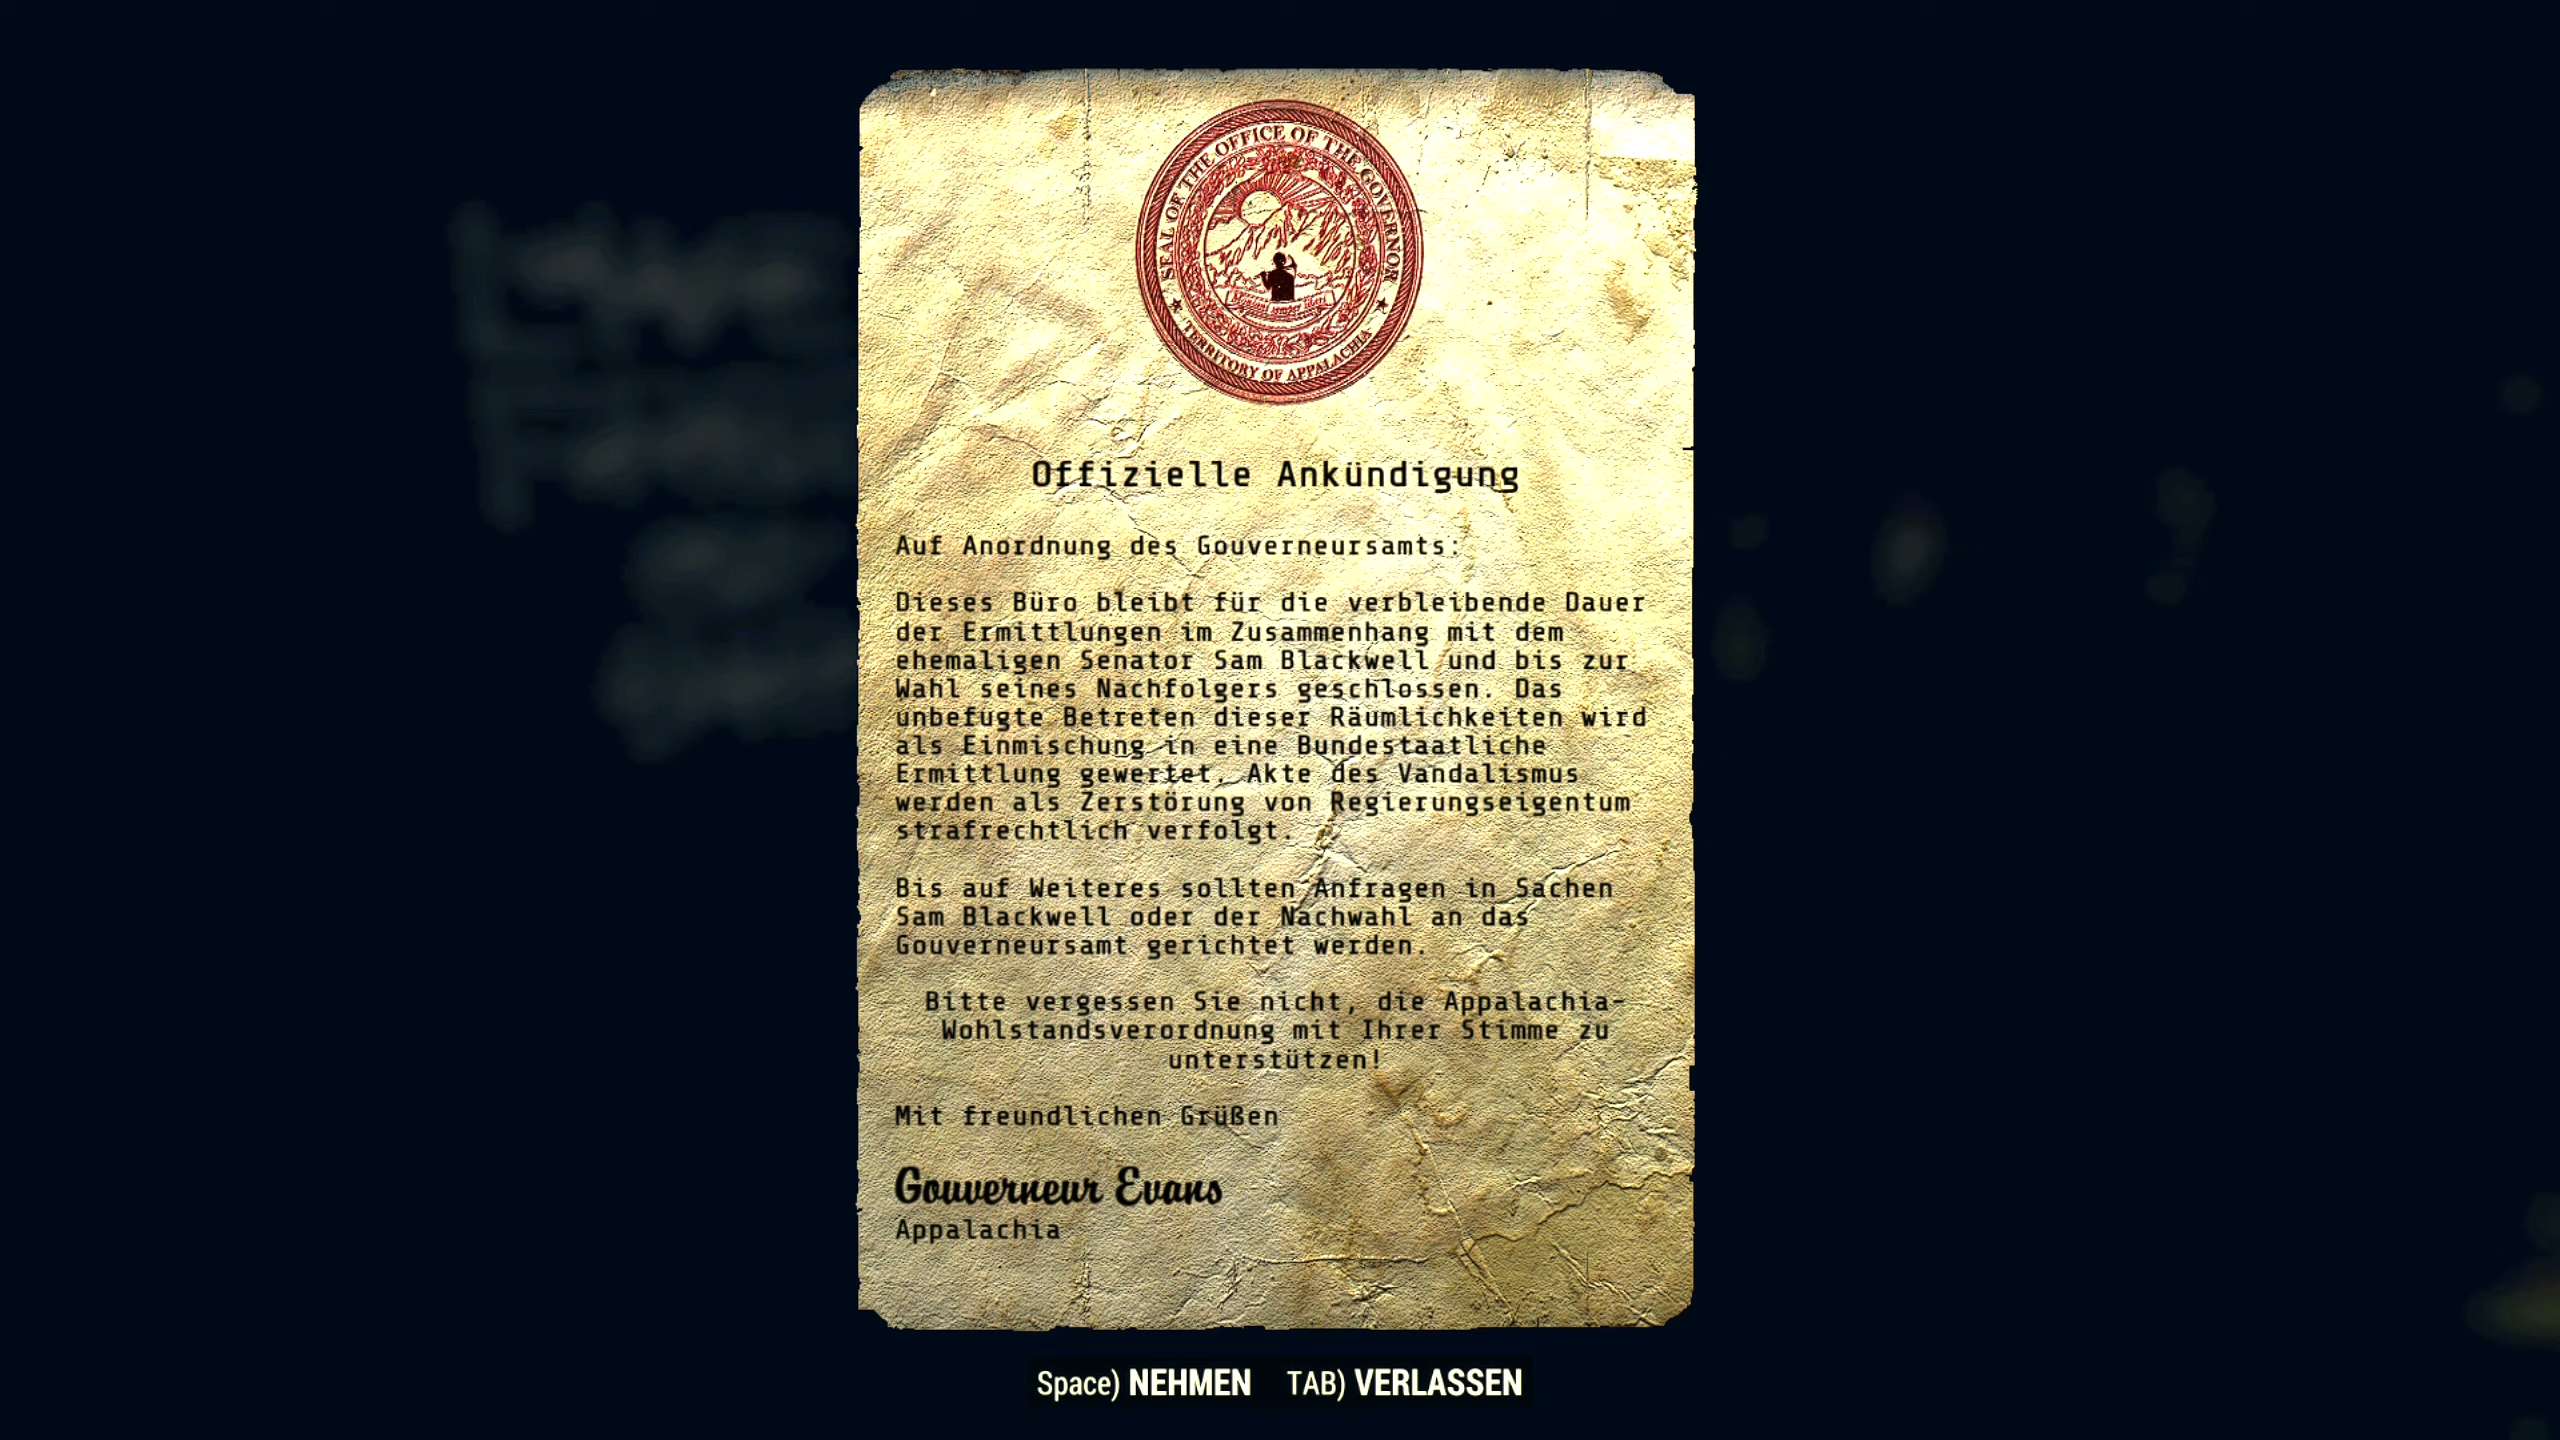 SEAL OF THE OFFICE OF THE GOVERNOR
TERRITORY OF APPALACHIA
Offizielle Ankündigung
Auf Anordnung des Gouverneursamts:
Dieses Büro bleibt für die verbleibende Dauer
der Ermittlungen im Zusammenhang mit dem
ehemaligen Senator Sam Blackwell und bis zur
Wahl seines Nachfolgers geschlossen. Das
unbefugte Betreten dieser Räumlichkeiten wird
als Einmischung in eine Bundestaatliche
Ermittlung gewertet. Akte des Vandalismus
werden als Zerstörung von Regierungseigentum
strafrechtlich verfolgt.
Bis auf Weiteres sollten Anfragen in Sachen
Sam Blackwell oder der Nachwahl an das
Gouverneursamt gerichtet werden.
Bitte vergessen Sie nicht, die Appalachia-
Wohlstandsverordnung mit Ihrer Stimme zu
unterstützen!
Mit freundlichen Grüßen
Gouverneur Evans
Appalachia
Space) NEHMEN TAB) VERLASSEN